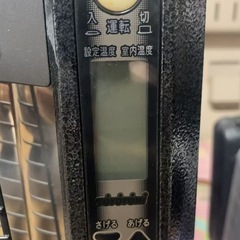 入 運転 切
設定温度 室内温度
さげる あげる